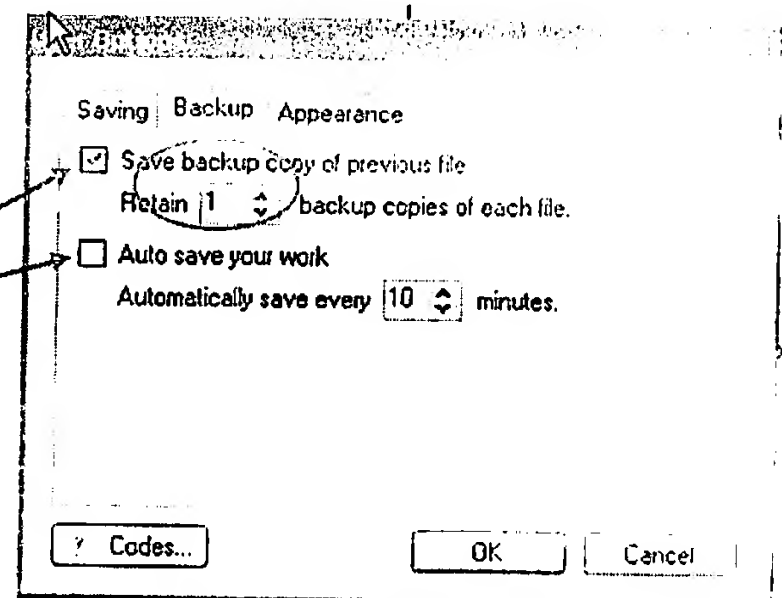 Saving Backup Appearance
Save backup copy of previous file
Retain 1 backup copies of each file.
Auto save your work
Automatically save every 10 minutes.
? Codes... OK Cancel